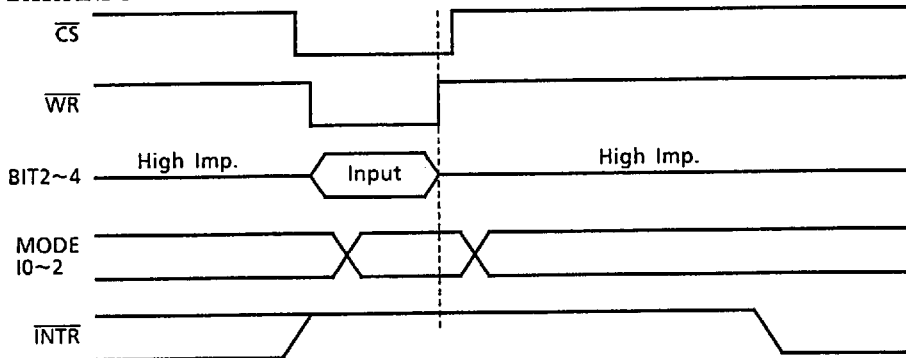 CS
WR
High Imp.
Input
High Imp.
BIT2~4
MODE
I0~2
INTR